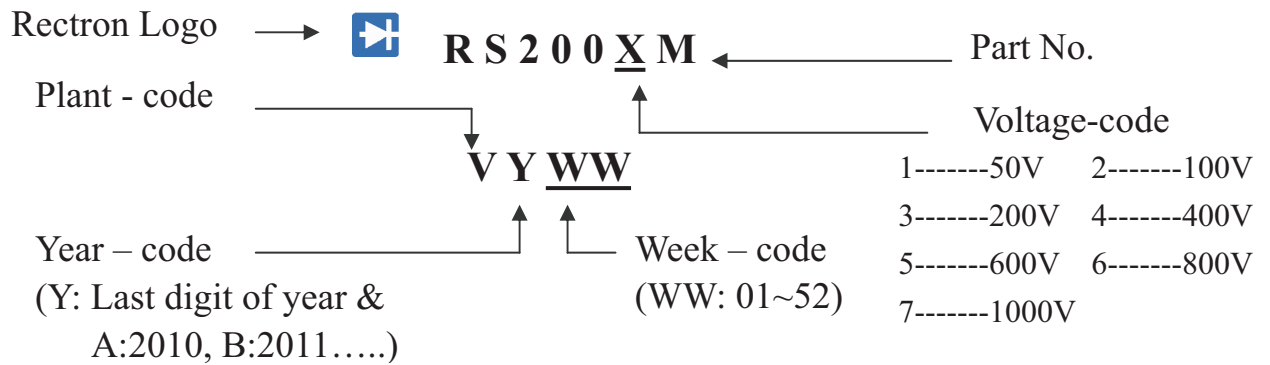 Rectron Logo
R S 2 0 0 X M
Part No.
Plant - code
Voltage-code
V Y WW
1-------50V 2-------100V
3-------200V 4-------400V
5-------600V 6-------800V
7-------1000V
Year – code
(Y: Last digit of year &
A:2010, B:2011…..)
Week – code
(WW: 01~52)